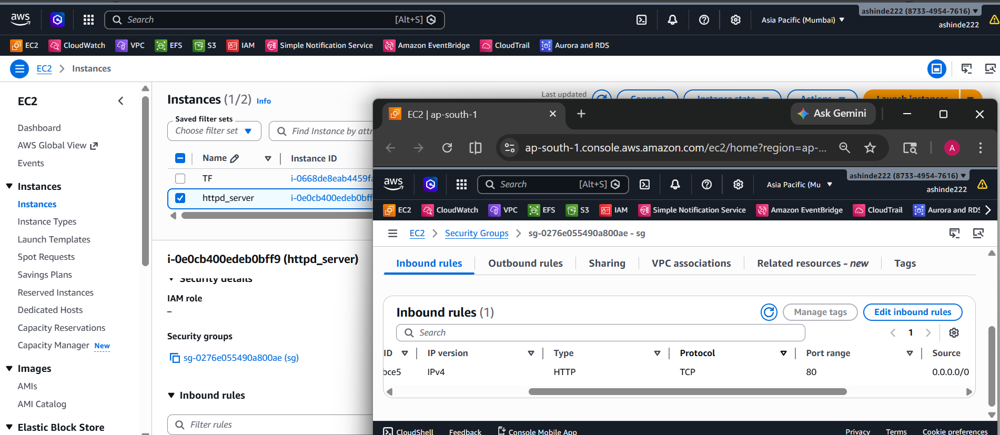 aws
Search [Alt+S]
Asia Pacific (Mumbai) ▼
ashinde222 (8733-4954-7616) ▼
ashinde222
EC2 CloudWatch VPC EFS S3 IAM Simple Notification Service Amazon EventBridge CloudTrail Aurora and RDS
EC2 > Instances
EC2
Dashboard
AWS Global View
Events
Instances
Instances
Instance Types
Launch Templates
Spot Requests
Savings Plans
Reserved Instances
Dedicated Hosts
Capacity Reservations
Capacity Manager New
Images
AMIs
AMI Catalog
Elastic Block Store
Instances (1/2) Info
Last updated
Connect
Instance state
Actions
Launch instances
Saved filter sets
Choose filter set
Find Instance by attr
Name Instance ID
TF i-0668de8eab4459f
httpd_server i-0e0cb400edeb0bff
i-0e0cb400edeb0bff9 (httpd_server)
Security details
IAM role
–
Security groups
sg-0276e055490a800ae (sg)
Inbound rules
Filter rules
EC2 | ap-south-1
Ask Gemini
ap-south-1.console.aws.amazon.com/ec2/home?region=ap-...
A
aws
Search [Alt+S]
Asia Pacific (Mu ▼
ashinde222 (8733-4954-7616) ▼
ashinde222
EC2 CloudWatch VPC EFS S3 IAM Simple Notification Service Amazon EventBridge CloudTrail Aurora and RDS
EC2 > Security Groups > sg-0276e055490a800ae - sg
Inbound rules Outbound rules Sharing VPC associations Related resources - new Tags
Inbound rules (1)
Manage tags
Edit inbound rules
Search
1
ID IP version Type Protocol Port range Source
bce5 IPv4 HTTP TCP 80 0.0.0.0/0
CloudShell Feedback Console Mobile App
Privacy Terms Cookie preferences